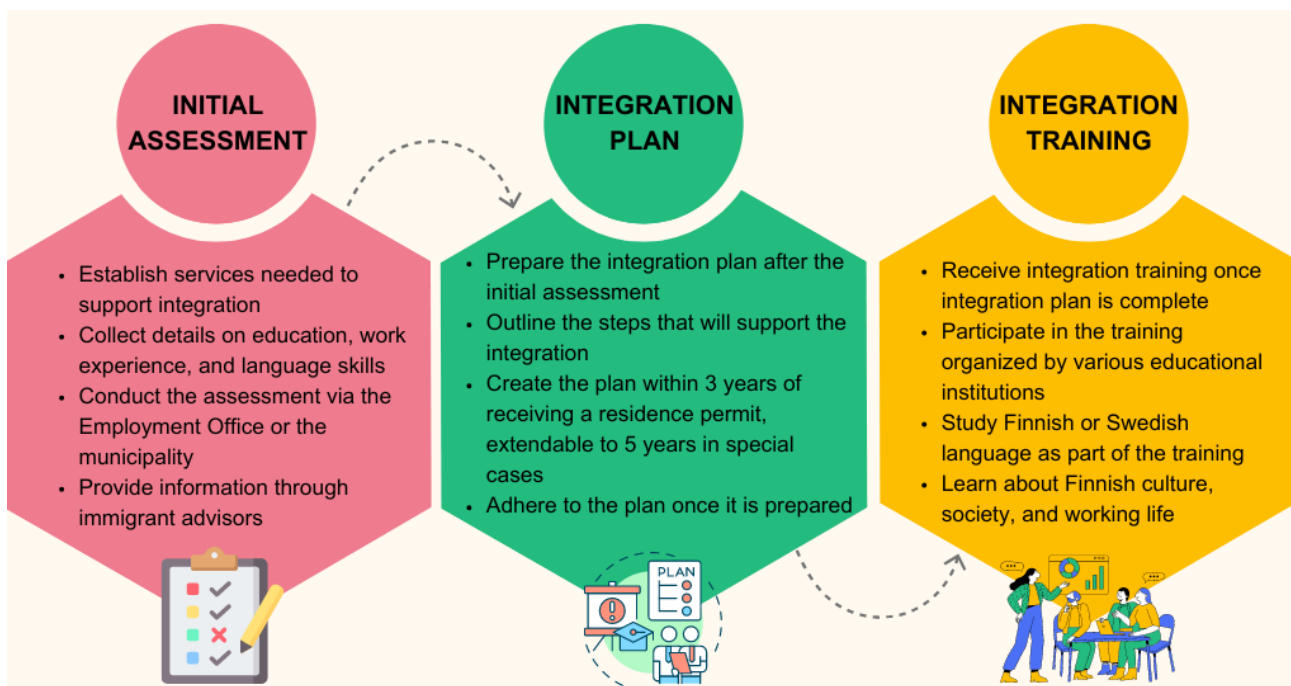 INITIAL
ASSESSMENT
• Establish services needed to
support integration
• Collect details on education, work
experience, and language skills
• Conduct the assessment via the
Employment Office or the
municipality
• Provide information through
immigrant advisors
INTEGRATION
PLAN
• Prepare the integration plan after the
initial assessment
• Outline the steps that will support the
integration
• Create the plan within 3 years of
receiving a residence permit,
extendable to 5 years in special
cases
• Adhere to the plan once it is prepared
PLAN
INTEGRATION
TRAINING
• Receive integration training once
integration plan is complete
• Participate in the training
organized by various educational
institutions
• Study Finnish or Swedish
language as part of the training
• Learn about Finnish culture,
society, and working life